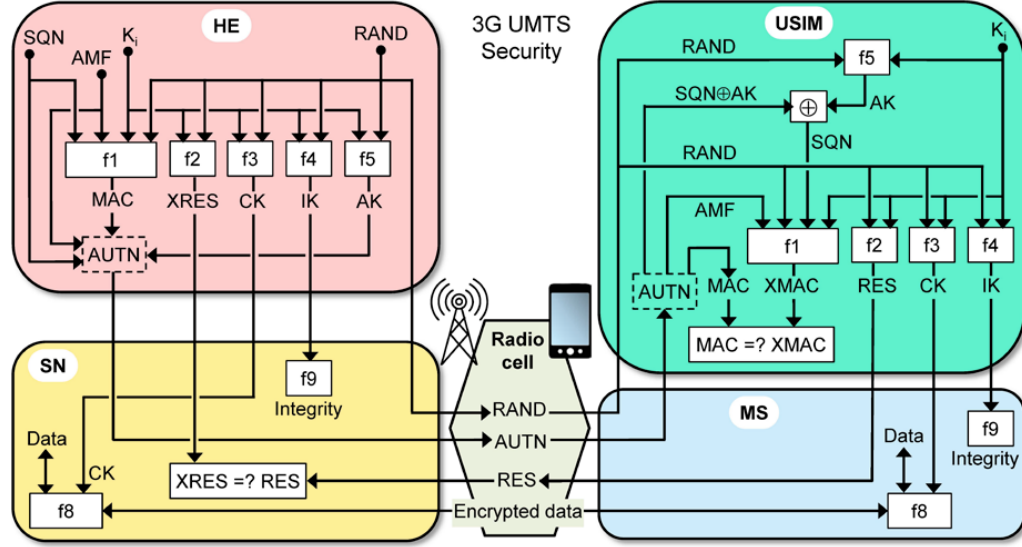 HE
SQN
AMF
Ki
RAND
f1
f2
f3
f4
f5
MAC
XRES
CK
IK
AK
AUTN
3G UMTS
Security
USIM
RAND
Ki
f5
SQN⊕AK
AK
⊕
SQN
RAND
AMF
f1
f2
f3
f4
AUTN
MAC
XMAC
RES
CK
IK
MAC =? XMAC
SN
f9
Integrity
Data
CK
f8
XRES =? RES
Radio
cell
RAND
AUTN
RES
Encrypted data
MS
f9
Integrity
Data
f8